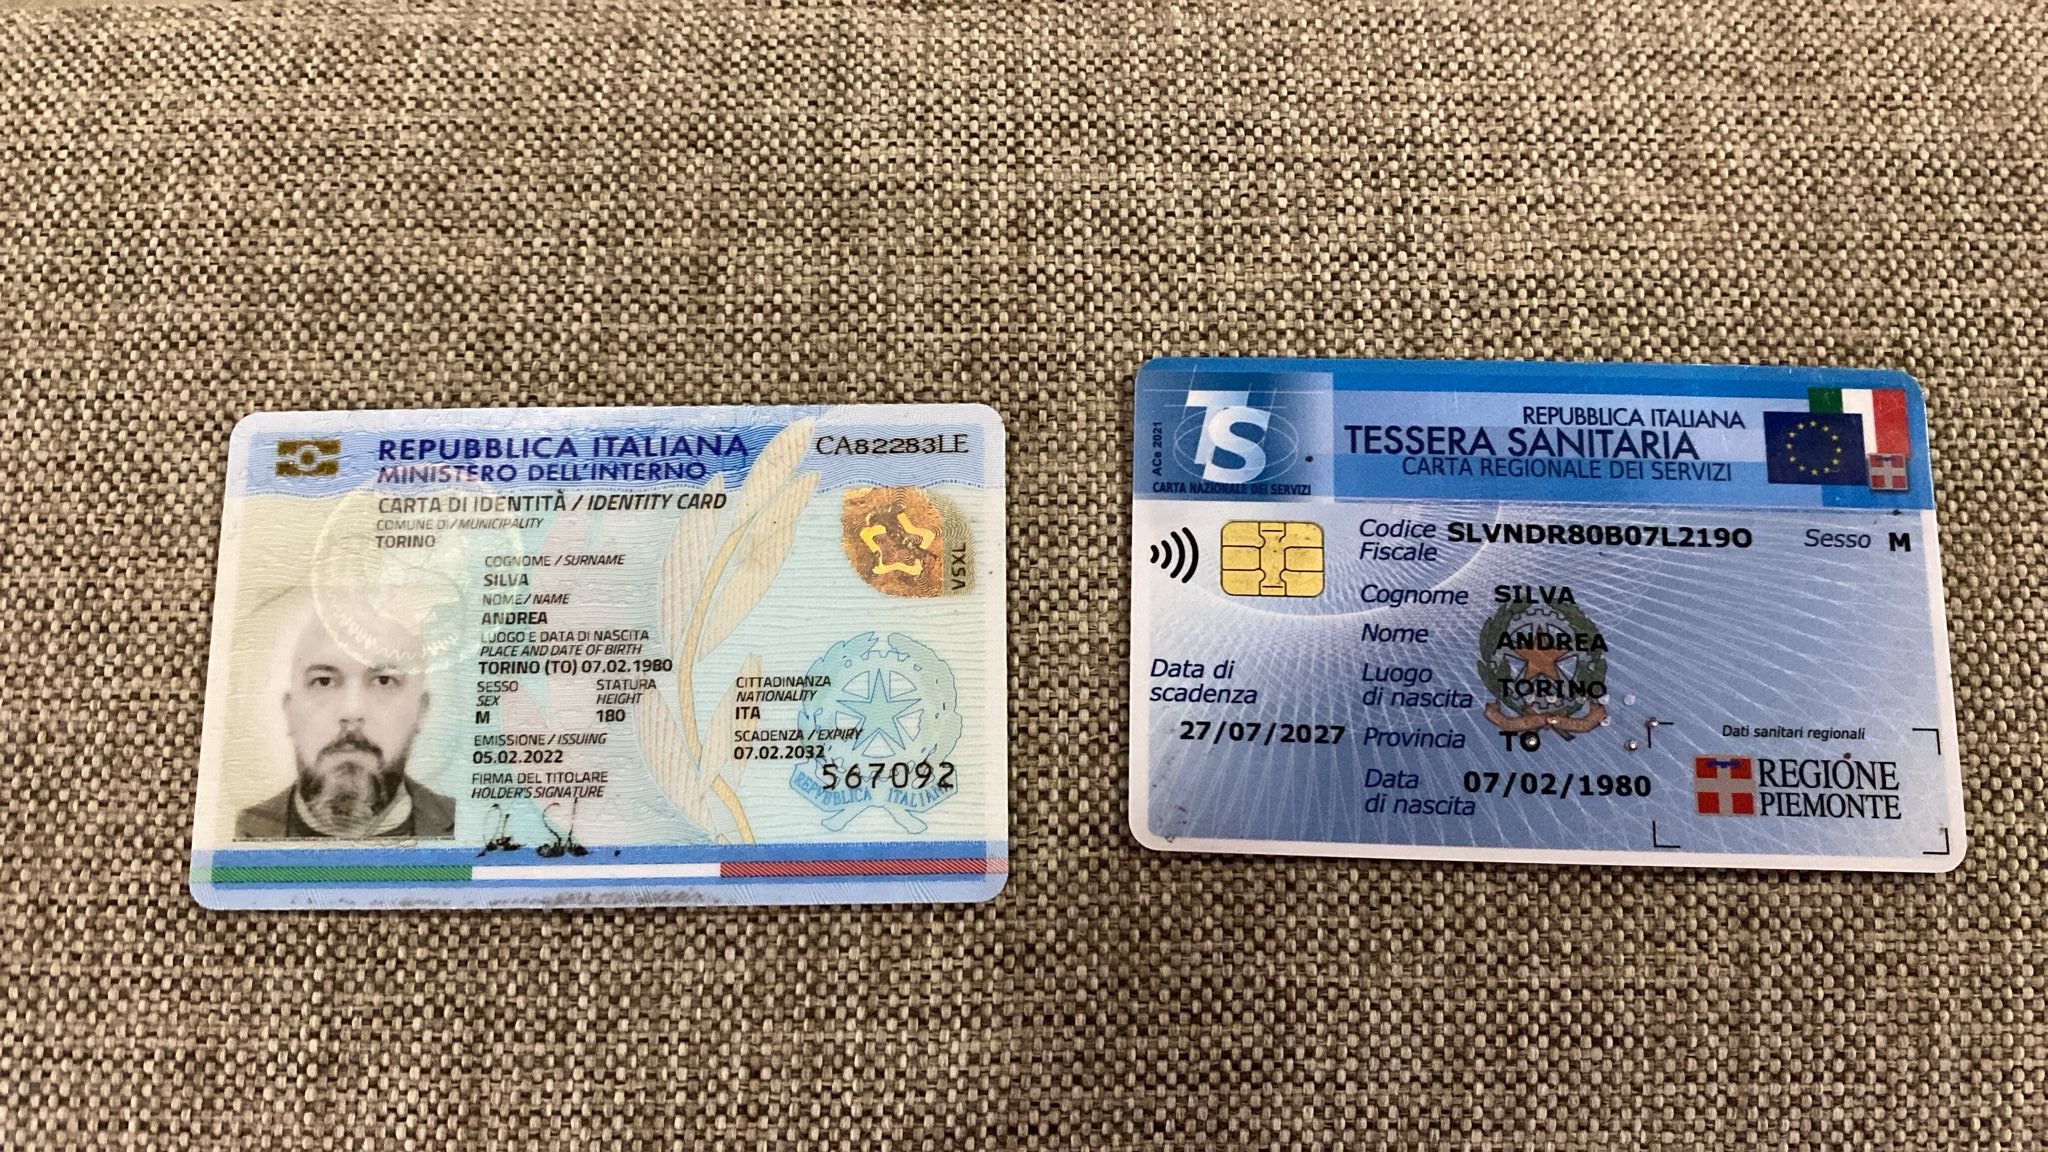 REPUBBLICA ITALIANA
MINISTERO DELL'INTERNO
CA82283LE
CARTA DI IDENTITÀ / IDENTITY CARD
COMUNE DI / MUNICIPALITY
TORINO
COGNOME / SURNAME
SILVA
NOME / NAME
ANDREA
LUOGO E DATA DI NASCITA
PLACE AND DATE OF BIRTH
TORINO (TO) 07.02.1980
SESSO
SEX
M
STATURA
HEIGHT
180
CITTADINANZA
NATIONALITY
ITA
EMISSIONE / ISSUING
05.02.2022
SCADENZA / EXPIRY
07.02.2032
FIRMA DEL TITOLARE
HOLDER'S SIGNATURE
567092
REPVBBLICA ITALIANA
TS
CARTA NAZIONALE DEI SERVIZI
ACe 2021
REPUBBLICA ITALIANA
TESSERA SANITARIA
CARTA REGIONALE DEI SERVIZI
Codice Fiscale SLVNDR80B07L219O Sesso M
Cognome SILVA
Nome ANDREA
Luogo di nascita TORINO
Provincia TO
Data di nascita 07/02/1980
Data di scadenza
27/07/2027
Dati sanitari regionali
REGIÓNE
PIEMONTE